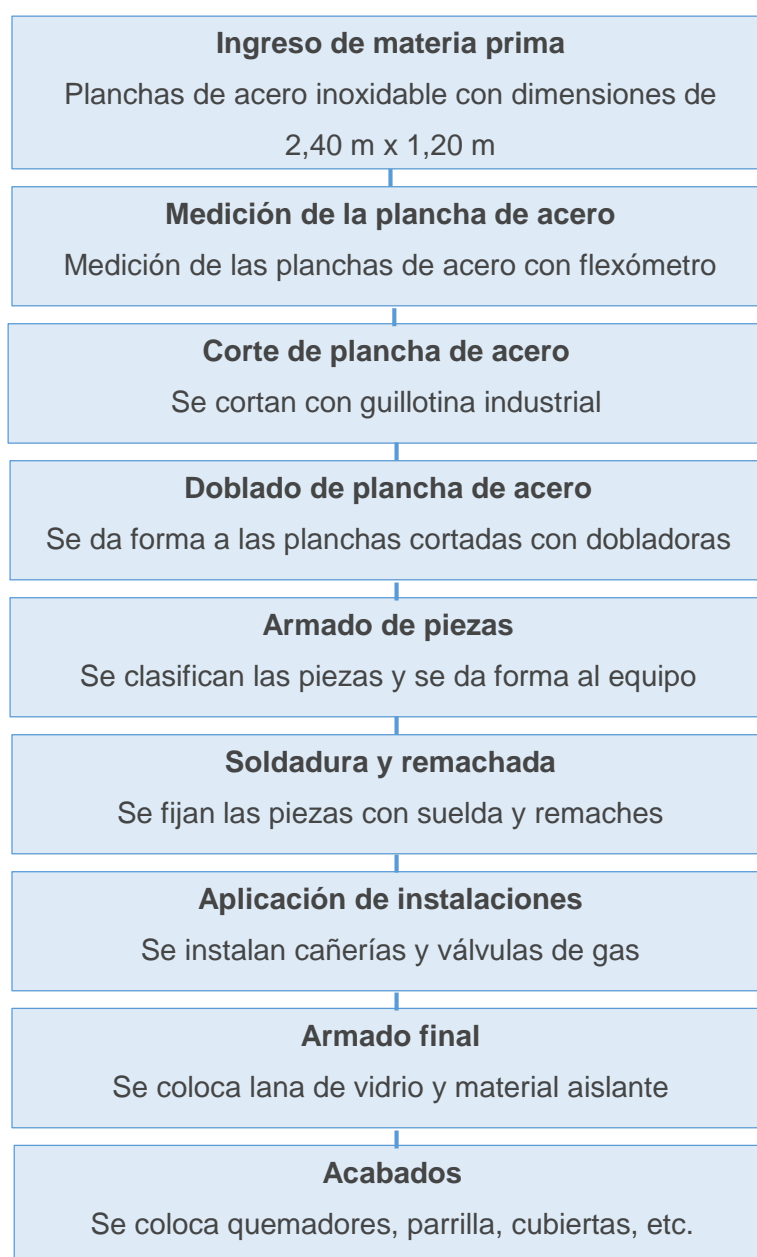 Ingreso de materia prima
Planchas de acero inoxidable con dimensiones de
2,40 m x 1,20 m
Medición de la plancha de acero
Medición de las planchas de acero con flexómetro
Corte de plancha de acero
Se cortan con guillotina industrial
Doblado de plancha de acero
Se da forma a las planchas cortadas con dobladoras
Armado de piezas
Se clasifican las piezas y se da forma al equipo
Soldadura y remachada
Se fijan las piezas con suelda y remaches
Aplicación de instalaciones
Se instalan cañerías y válvulas de gas
Armado final
Se coloca lana de vidrio y material aislante
Acabados
Se coloca quemadores, parrilla, cubiertas, etc.